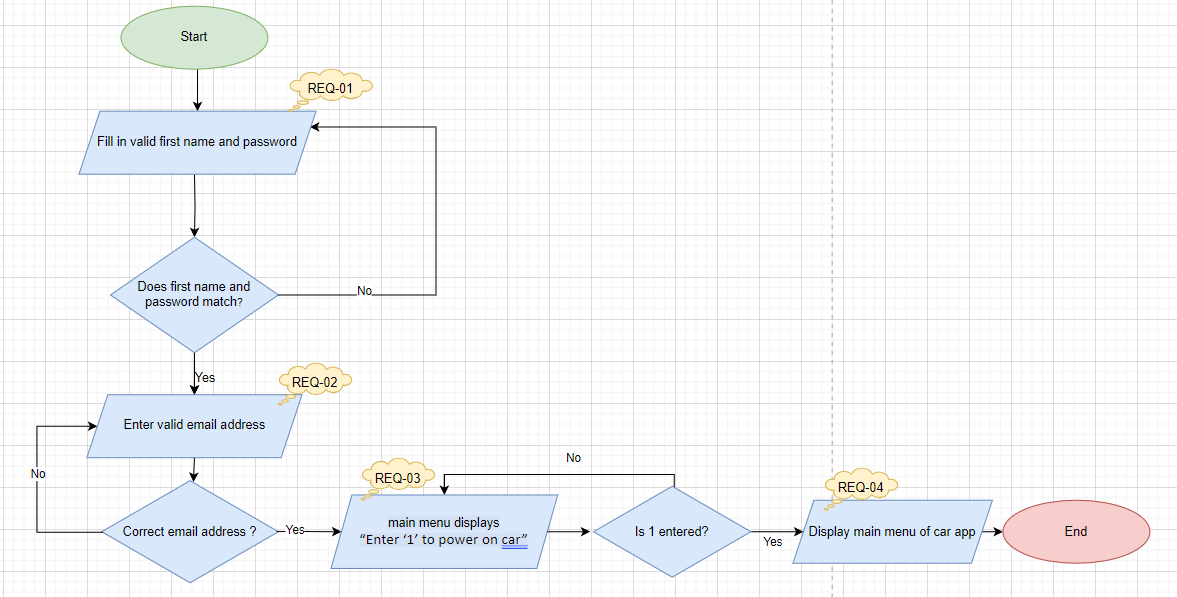 Start
REQ-01
Fill in valid first name and password
Does first name and
password match?
No
Yes
REQ-02
Enter valid email address
No
Correct email address ?
Yes
REQ-03
main menu displays
“Enter ‘1’ to power on car”
No
Is 1 entered?
Yes
REQ-04
Display main menu of car app
End